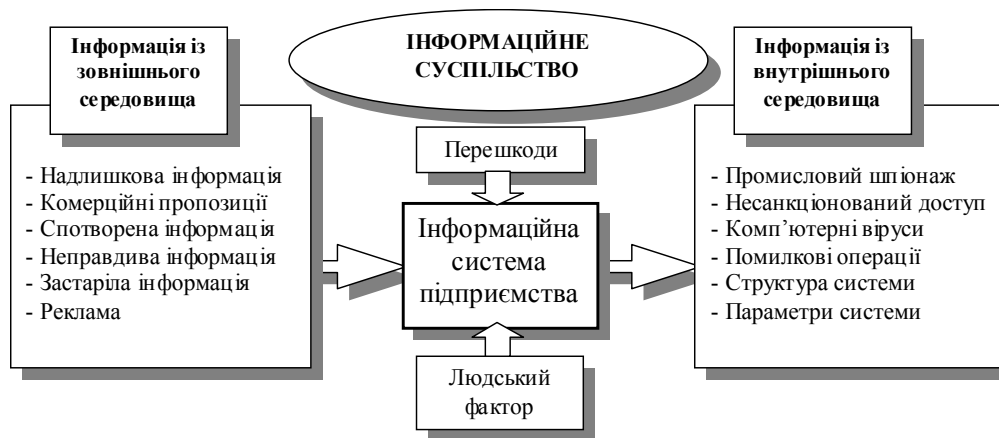 Інформація із
зовнішнього
середовища
- Надлишкова інформація
- Комерційні пропозиції
- Спотворена інформація
- Неправдива інформація
- Застаріла інформація
- Реклама
ІНФОРМАЦІЙНЕ
СУСПІЛЬСТВО
Перешкоди
Інформаційна
система
підприємства
Людський
фактор
Інформація із
внутрішнього
середовища
- Промисловий шпіонаж
- Несанкціонований доступ
- Комп’ютерні віруси
- Помилкові операції
- Структура системи
- Параметри системи